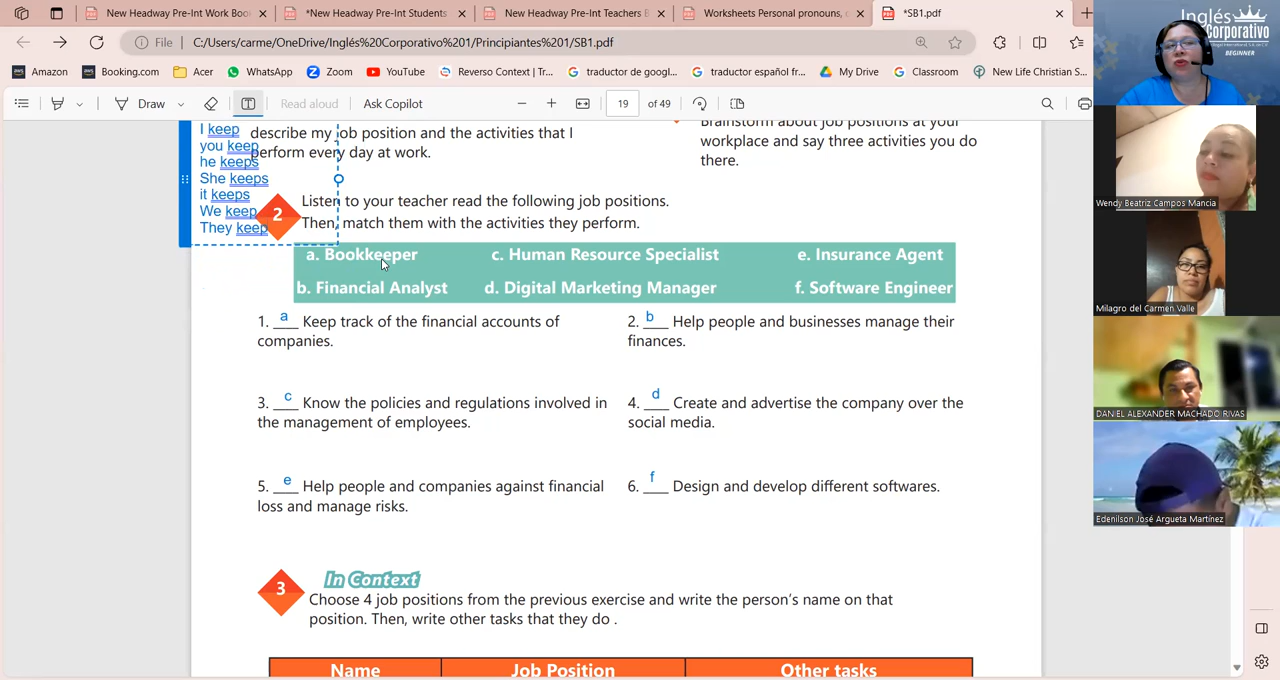 New Headway Pre-Int Work Boo
*New Headway Pre-Int Students
New Headway Pre-Int Teachers B
Worksheets Personal pronouns,
*SB1.pdf
File C:/Users/carme/OneDrive/Inglés%20Corporativo%201/Principiantes%201/SB1.pdf
Amazon Booking.com Acer WhatsApp Zoom YouTube Reverso Context | Tr... traductor de googl... traductor español fr... My Drive Classroom New Life Christian S...
Draw Read aloud Ask Copilot 19 of 49
describe my job position and the activities that I
perform every day at work.
Brainstorm about job positions at your
workplace and say three activities you do
there.
I keep
you keep
he keeps
She keeps
it keeps
We keep
They keep
2
Listen to your teacher read the following job positions.
Then, match them with the activities they perform.
a. Bookkeeper c. Human Resource Specialist e. Insurance Agent
b. Financial Analyst d. Digital Marketing Manager f. Software Engineer
1. a Keep track of the financial accounts of
companies.
2. b Help people and businesses manage their
finances.
3. c Know the policies and regulations involved in
the management of employees.
4. d Create and advertise the company over the
social media.
5. e Help people and companies against financial
loss and manage risks.
6. f Design and develop different softwares.
3
In Context
Choose 4 job positions from the previous exercise and write the person's name on that
position. Then, write other tasks that they do .
Name Job Position Other tasks
Inglés
Corporativo
BEGINNER
Wendy Beatriz Campos Mancia
Milagro del Carmen Valle
DANIEL ALEXANDER MACHADO RIVAS
Edenilson José Argueta Martínez